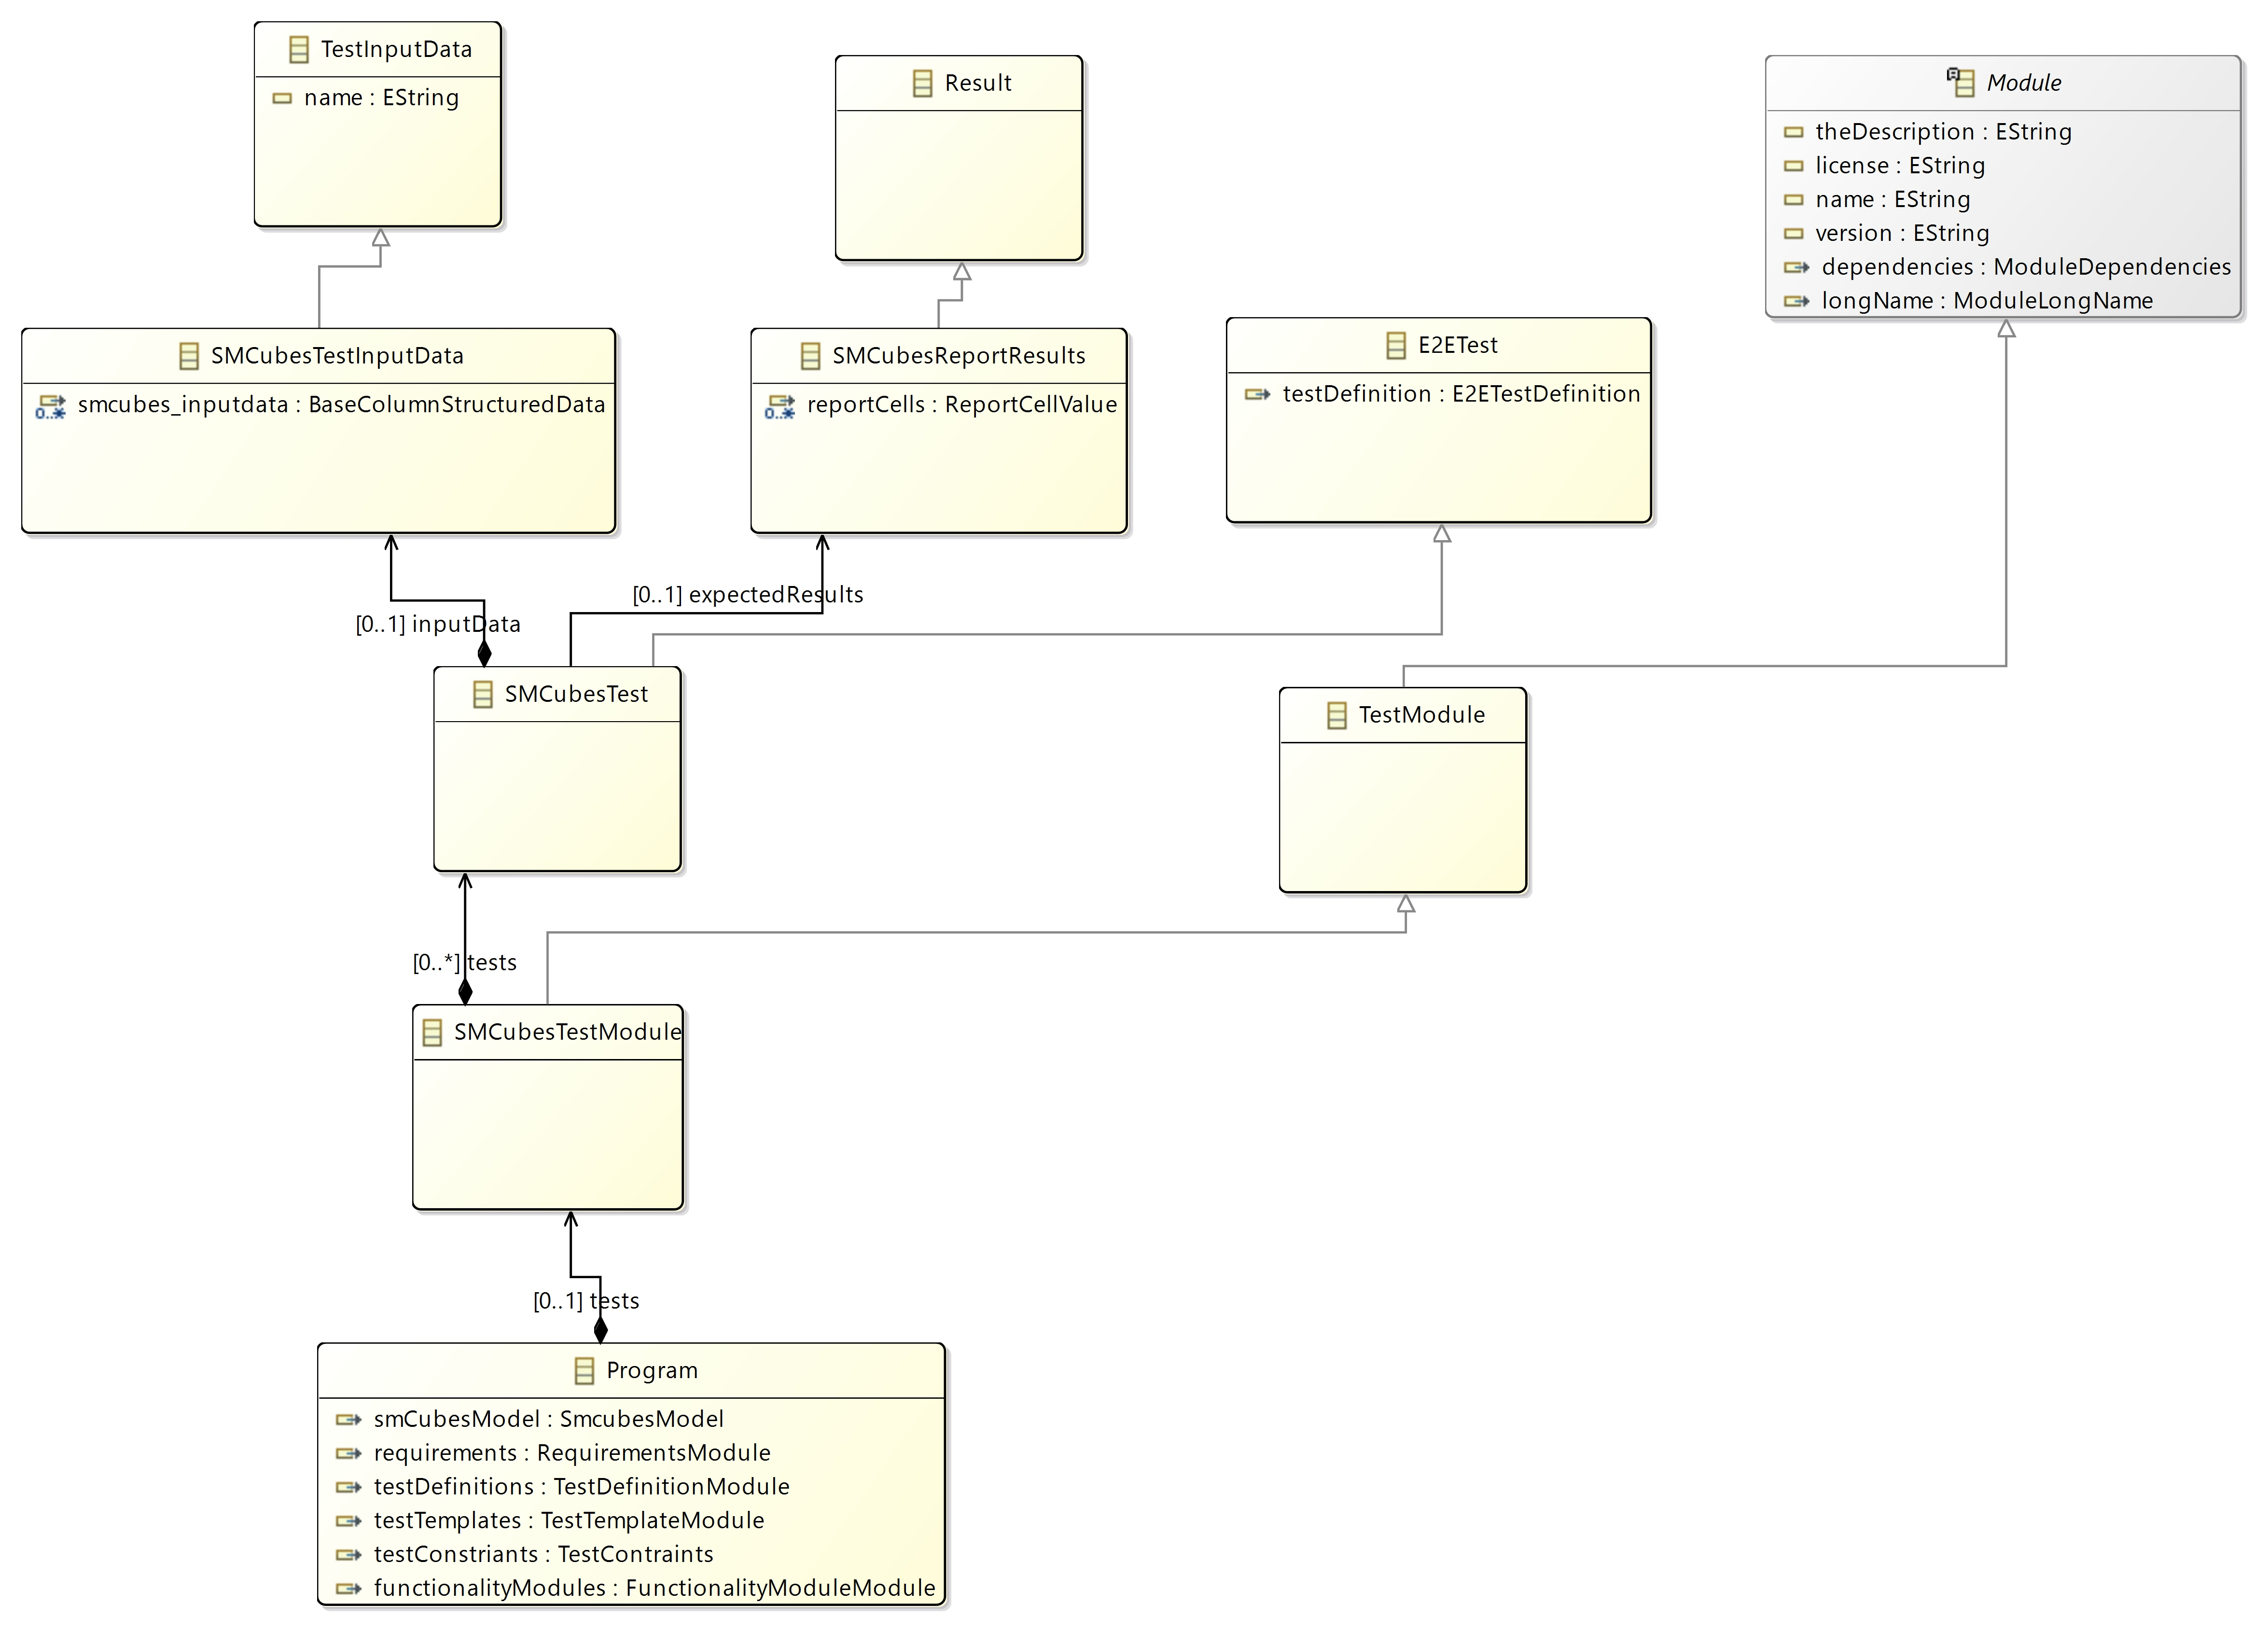 TestInputData
name : EString
Result
Module
theDescription : EString
license : EString
name : EString
version : EString
dependencies : ModuleDependencies
longName : ModuleLongName
SMCubesTestInputData
0..*
smcubes_inputdata : BaseColumnStructuredData
SMCubesReportResults
0..*
reportCells : ReportCellValue
E2ETest
testDefinition : E2ETestDefinition
[0..1] expectedResults
[0..1] inputData
SMCubesTest
TestModule
[0..*] tests
SMCubesTestModule
[0..1] tests
Program
smCubesModel : SmcubesModel
requirements : RequirementsModule
testDefinitions : TestDefinitionModule
testTemplates : TestTemplateModule
testConstriants : TestContraints
functionalityModules : FunctionalityModuleModule